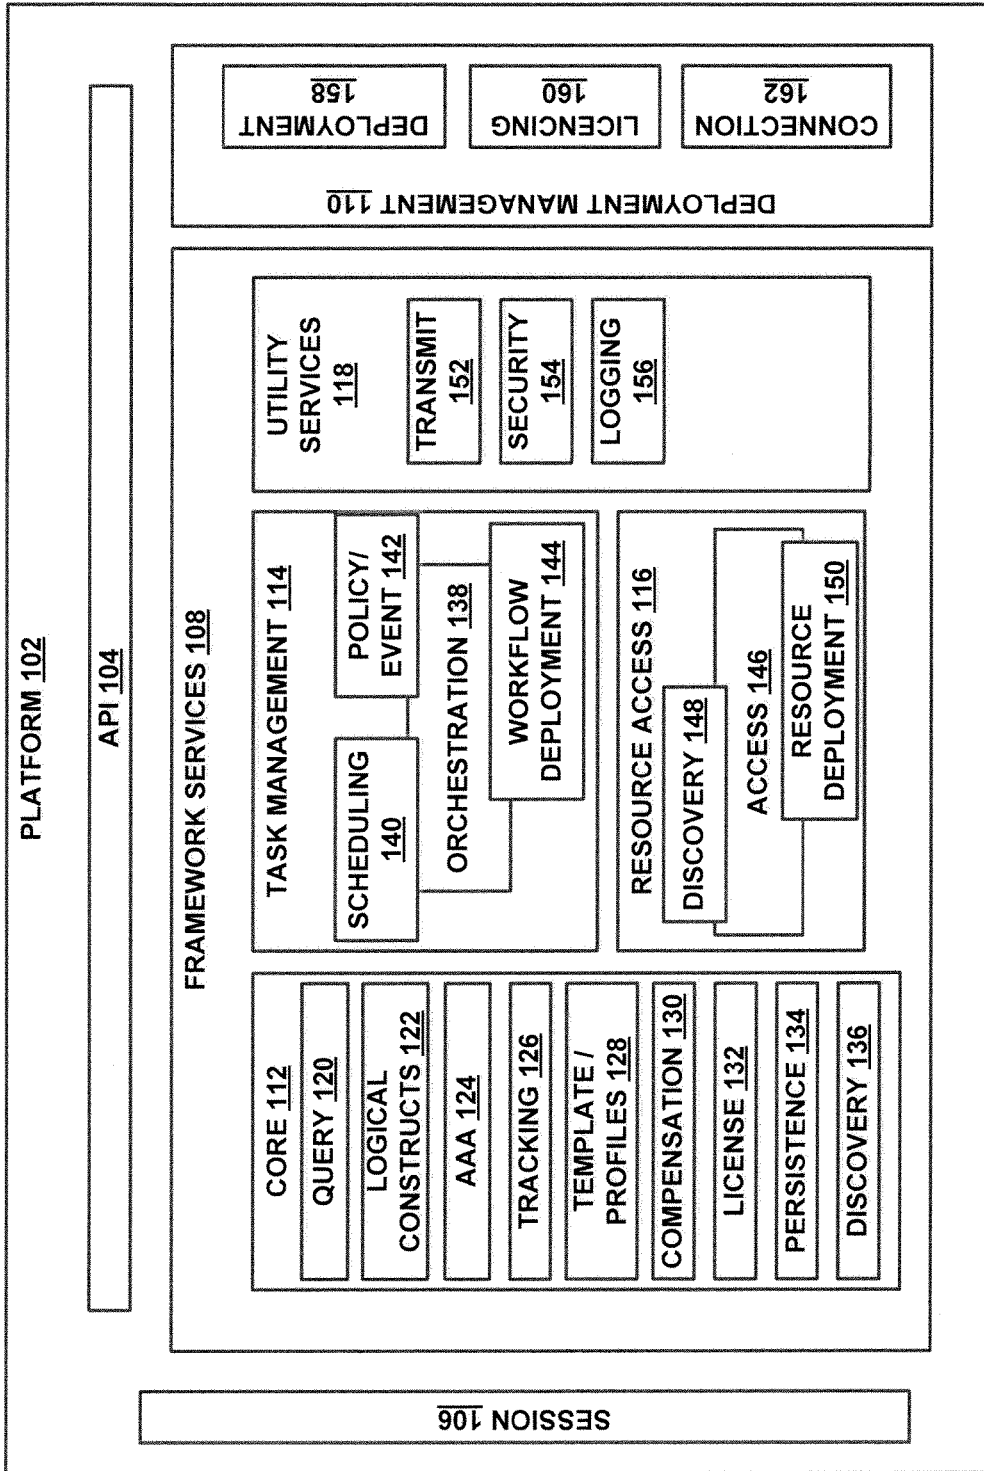 PLATFORM 102
API 104
SESSION 106
FRAMEWORK SERVICES 108
CORE 112
QUERY 120
LOGICAL
CONSTRUCTS 122
AAA 124
TRACKING 126
TEMPLATE /
PROFILES 128
COMPENSATION 130
LICENSE 132
PERSISTENCE 134
DISCOVERY 136
TASK MANAGEMENT 114
SCHEDULING
140
POLICY/
EVENT 142
ORCHESTRATION 138
WORKFLOW
DEPLOYMENT 144
RESOURCE ACCESS 116
DISCOVERY 148
ACCESS 146
RESOURCE
DEPLOYMENT 150
UTILITY
SERVICES
118
TRANSMIT
152
SECURITY
154
LOGGING
156
DEPLOYMENT MANAGEMENT 110
DEPLOYMENT
158
LICENCING
160
CONNECTION
162